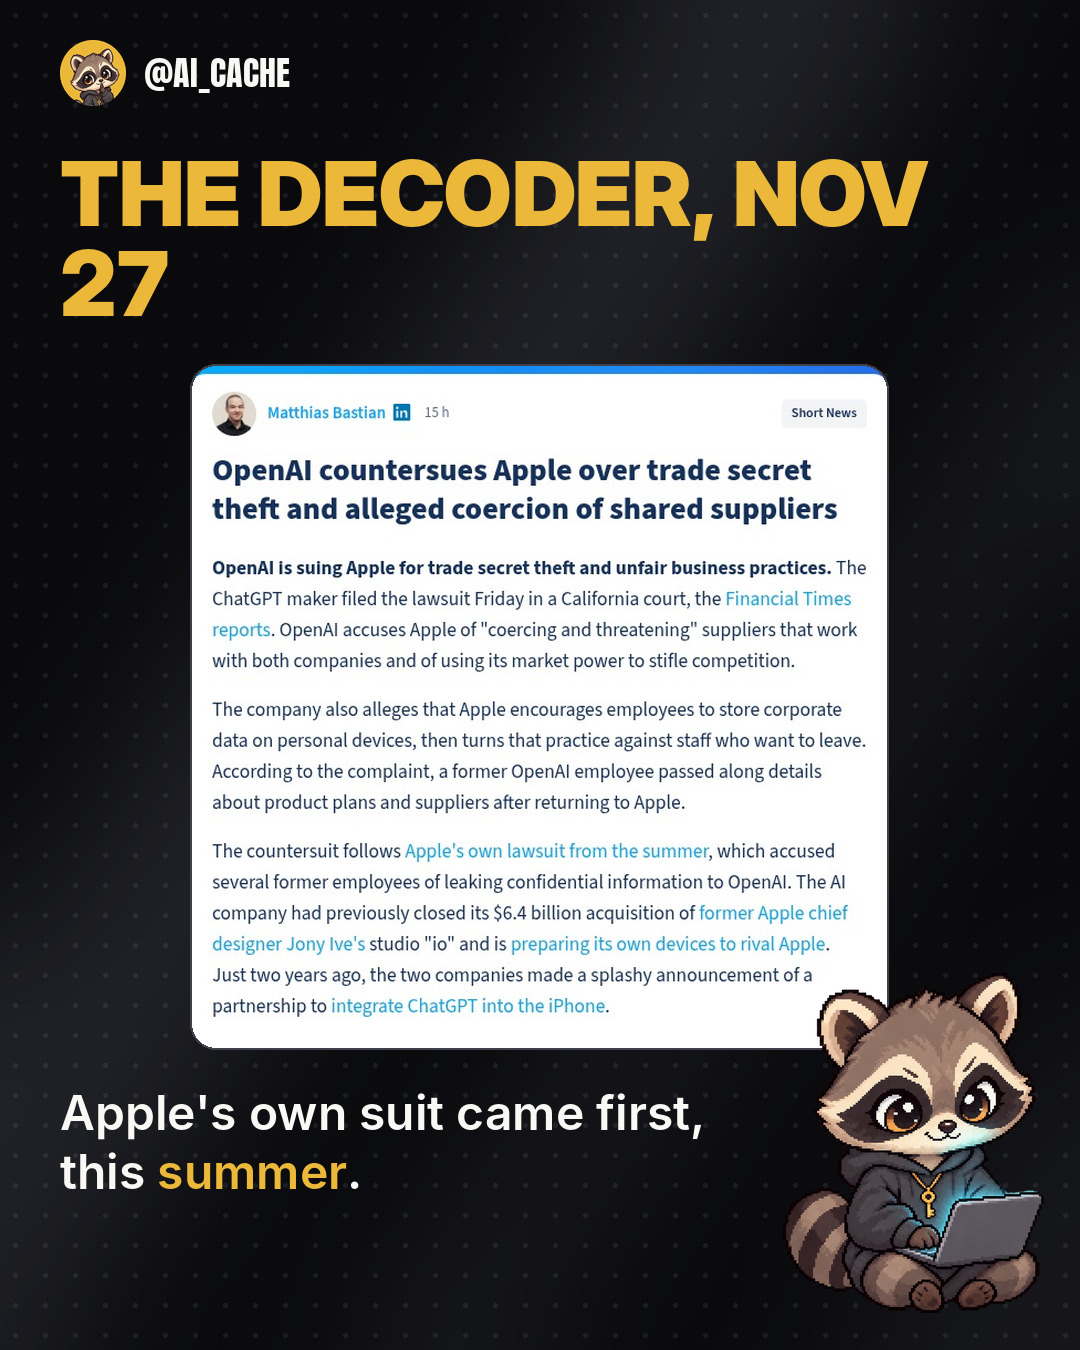 @AI_CACHE
THE DECODER, NOV
27
Matthias Bastian in 15 h
Short News
OpenAI countersues Apple over trade secret
theft and alleged coercion of shared suppliers
OpenAI is suing Apple for trade secret theft and unfair business practices. The
ChatGPT maker filed the lawsuit Friday in a California court, the Financial Times
reports. OpenAI accuses Apple of "coercing and threatening" suppliers that work
with both companies and of using its market power to stifle competition.
The company also alleges that Apple encourages employees to store corporate
data on personal devices, then turns that practice against staff who want to leave.
According to the complaint, a former OpenAI employee passed along details
about product plans and suppliers after returning to Apple.
The countersuit follows Apple's own lawsuit from the summer, which accused
several former employees of leaking confidential information to OpenAI. The AI
company had previously closed its $6.4 billion acquisition of former Apple chief
designer Jony Ive's studio "io" and is preparing its own devices to rival Apple.
Just two years ago, the two companies made a splashy announcement of a
partnership to integrate ChatGPT into the iPhone.
Apple's own suit came first,
this summer.